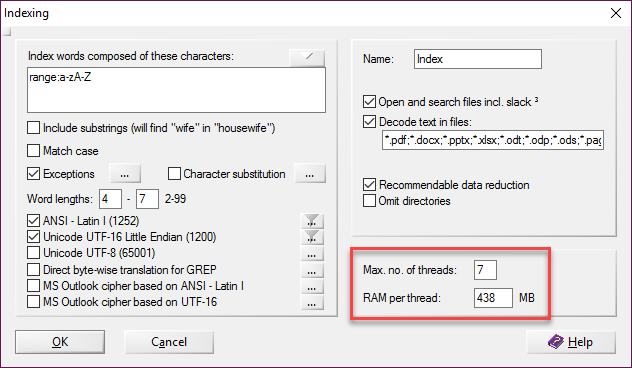 Indexing
Index words composed of these characters:
range:a-zA-Z
Include substrings (will find "wife" in "housewife")
Match case
Exceptions ... Character substitution ...
Word lengths: 4 - 7 2-99
ANSI - Latin I (1252) ...
Unicode UTF-16 Little Endian (1200) ...
Unicode UTF-8 (65001) ...
Direct byte-wise translation for GREP ...
MS Outlook cipher based on ANSI - Latin I ...
MS Outlook cipher based on UTF-16 ...
Name: Index
Open and search files incl. slack ³
Decode text in files:
*.pdf;*.docx;*.pptx;*.xlsx;*.odt;*.odp;*.ods;*.pag
Recommendable data reduction
Omit directories
Max. no. of threads: 7
RAM per thread: 438 MB
OK Cancel Help